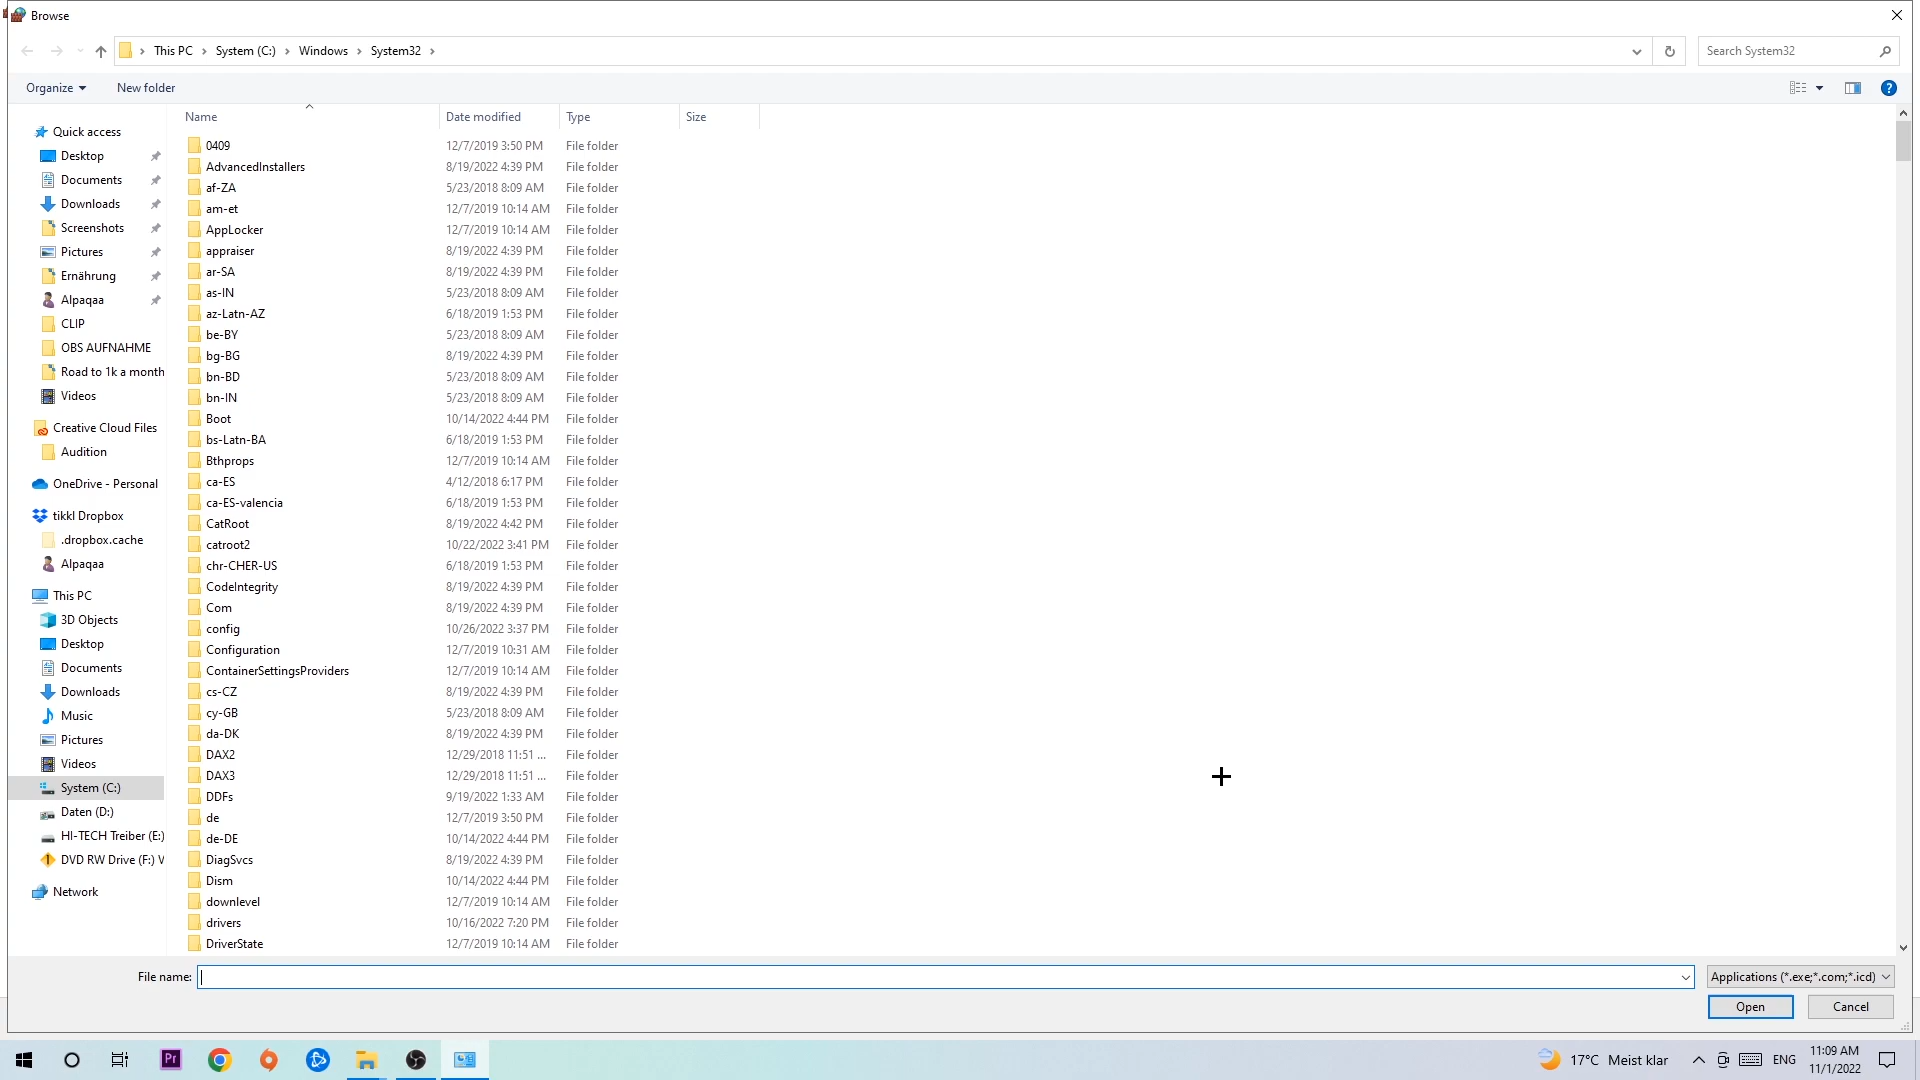 Browse
This PC
System (C:)
Windows
System32
Search System32
Organize
New folder
Name
Date modified
Type
Size
Quick access
Desktop
Documents
Downloads
Screenshots
Pictures
Ernährung
Alpaqaa
CLIP
OBS AUFNAHME
Road to 1k a month
Videos
Creative Cloud Files
Audition
OneDrive - Personal
tikkl Dropbox
.dropbox.cache
Alpaqaa
This PC
3D Objects
Desktop
Documents
Downloads
Music
Pictures
Videos
System (C:)
Daten (D:)
HI-TECH Treiber (E:)
DVD RW Drive (F:) V
Network
0409 12/7/2019 3:50 PM File folder
AdvancedInstallers 8/19/2022 4:39 PM File folder
af-ZA 5/23/2018 8:09 AM File folder
am-et 12/7/2019 10:14 AM File folder
AppLocker 12/7/2019 10:14 AM File folder
appraiser 8/19/2022 4:39 PM File folder
ar-SA 8/19/2022 4:39 PM File folder
as-IN 5/23/2018 8:09 AM File folder
az-Latn-AZ 6/18/2019 1:53 PM File folder
be-BY 5/23/2018 8:09 AM File folder
bg-BG 8/19/2022 4:39 PM File folder
bn-BD 5/23/2018 8:09 AM File folder
bn-IN 5/23/2018 8:09 AM File folder
Boot 10/14/2022 4:44 PM File folder
bs-Latn-BA 6/18/2019 1:53 PM File folder
Bthprops 12/7/2019 10:14 AM File folder
ca-ES 4/12/2018 6:17 PM File folder
ca-ES-valencia 6/18/2019 1:53 PM File folder
CatRoot 8/19/2022 4:42 PM File folder
catroot2 10/22/2022 3:41 PM File folder
chr-CHER-US 6/18/2019 1:53 PM File folder
CodeIntegrity 8/19/2022 4:39 PM File folder
Com 8/19/2022 4:39 PM File folder
config 10/26/2022 3:37 PM File folder
Configuration 12/7/2019 10:31 AM File folder
ContainerSettingsProviders 12/7/2019 10:14 AM File folder
cs-CZ 8/19/2022 4:39 PM File folder
cy-GB 5/23/2018 8:09 AM File folder
da-DK 8/19/2022 4:39 PM File folder
DAX2 12/29/2018 11:51 ... File folder
DAX3 12/29/2018 11:51 ... File folder
DDFs 9/19/2022 1:33 AM File folder
de 12/7/2019 3:50 PM File folder
de-DE 10/14/2022 4:44 PM File folder
DiagSvcs 8/19/2022 4:39 PM File folder
Dism 10/14/2022 4:44 PM File folder
downlevel 12/7/2019 10:14 AM File folder
drivers 10/16/2022 7:20 PM File folder
DriverState 12/7/2019 10:14 AM File folder
File name:
Applications (*.exe;*.com;*.icd)
Open
Cancel
Pr
17°C Meist klar
ENG
11:09 AM
11/1/2022